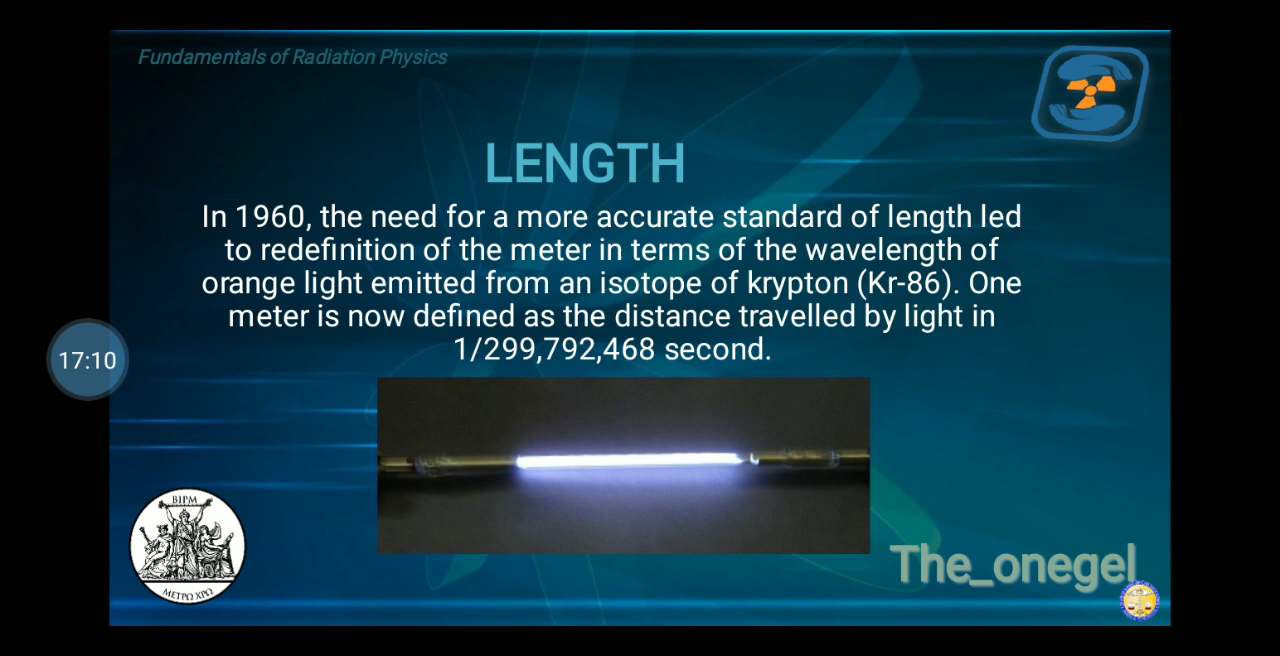 Fundamentals of Radiation Physics
LENGTH
In 1960, the need for a more accurate standard of length led
to redefinition of the meter in terms of the wavelength of
orange light emitted from an isotope of krypton (Kr-86). One
meter is now defined as the distance travelled by light in
1/299,792,468 second.
17:10
BIPM
ΜΕΤΡΩ ΧΡΩ
The_onegel